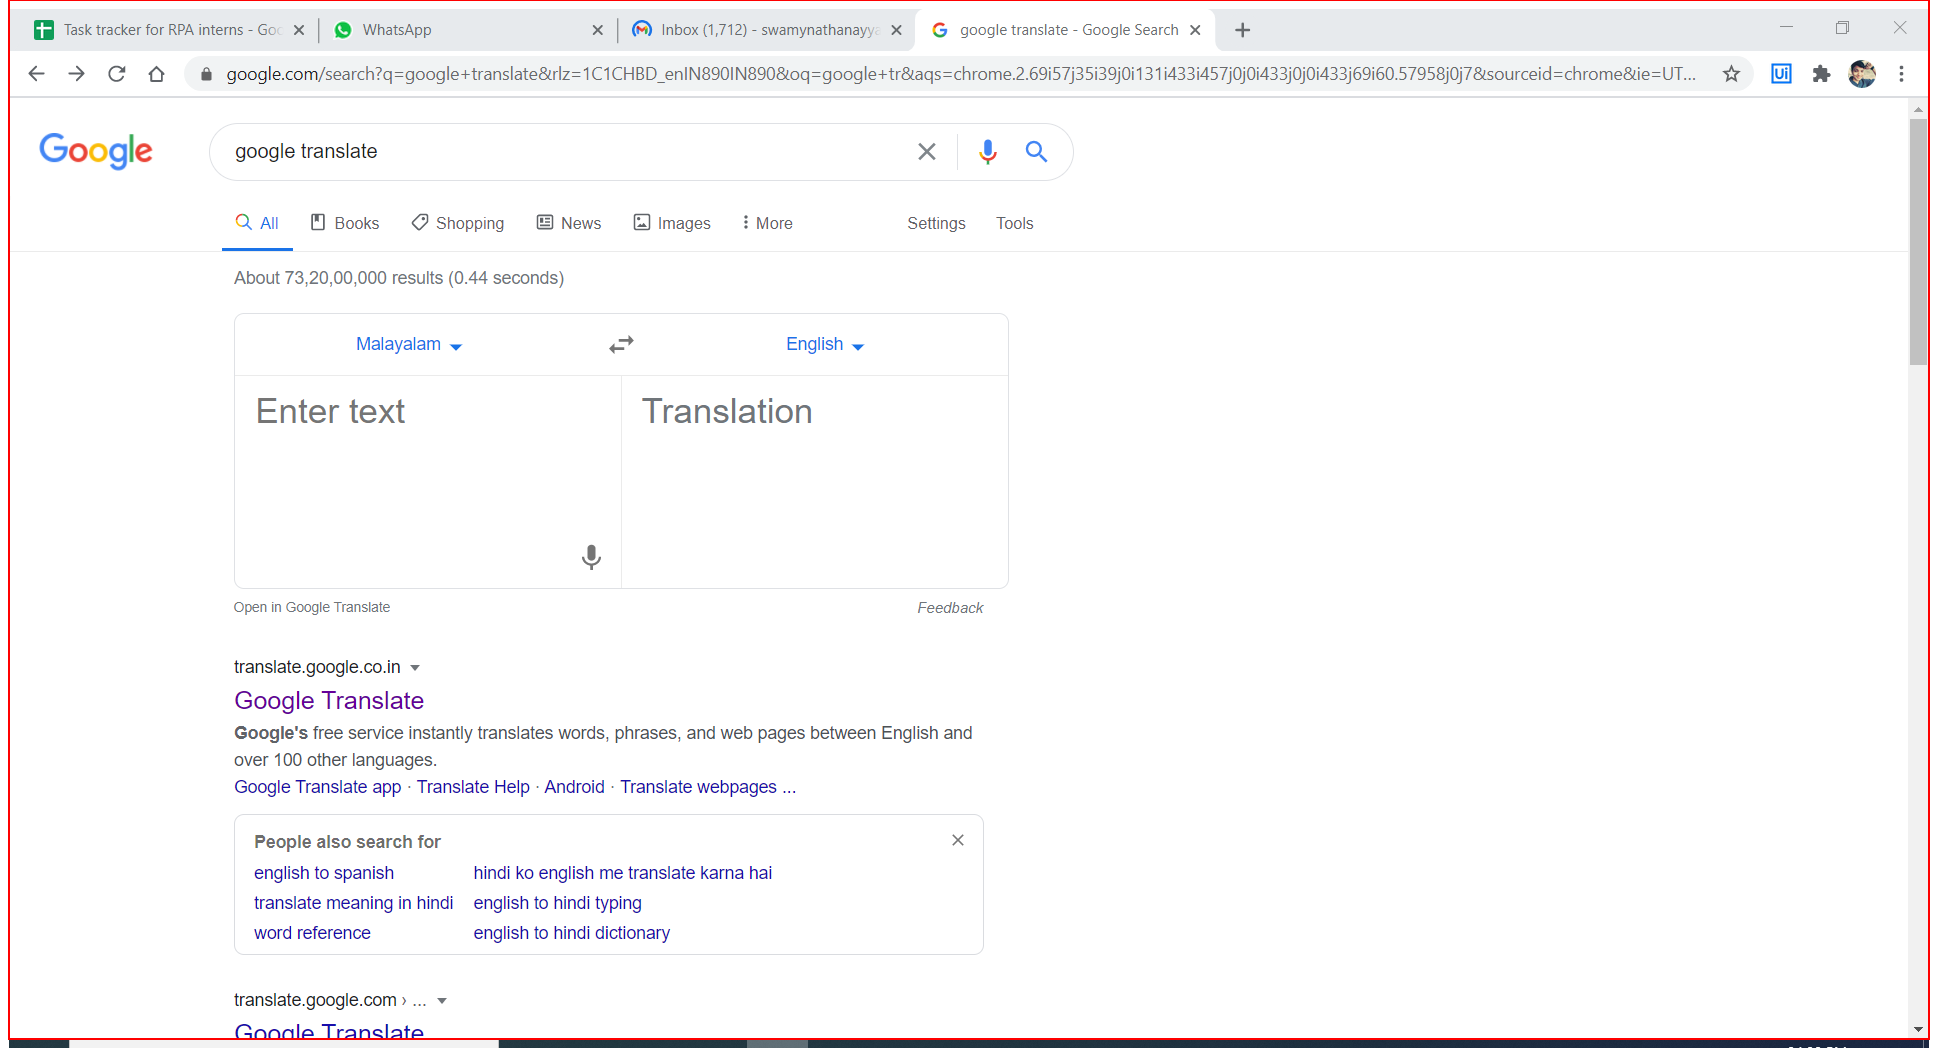 Task tracker for RPA interns - Goo
WhatsApp
Inbox (1,712) - swamynathanayya
google translate - Google Search
google.com/search?q=google+translate&rlz=1C1CHBD_enIN890IN890&oq=google+tr&aqs=chrome.2.69i57j35i39j0i131i433i457j0j0i433j0j0i433j69i60.57958j0j7&sourceid=chrome&ie=UT...
Ui
Google
google translate
All
Books
Shopping
News
Images
More
Settings
Tools
About 73,20,00,000 results (0.44 seconds)
Malayalam
English
Enter text
Translation
Open in Google Translate
Feedback
translate.google.co.in
Google Translate
Google's free service instantly translates words, phrases, and web pages between English and
over 100 other languages.
Google Translate app · Translate Help · Android · Translate webpages ...
People also search for
english to spanish
hindi ko english me translate karna hai
translate meaning in hindi
english to hindi typing
word reference
english to hindi dictionary
translate.google.com › ...
Google Translate